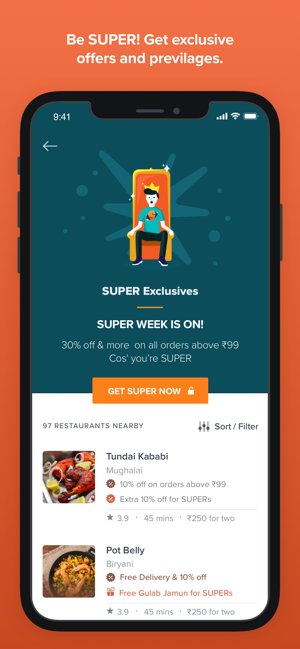 Be SUPER! Get exclusive
offers and previlages.
9:41
SUPER Exclusives
SUPER WEEK IS ON!
30% off & more on all orders above ₹99
Cos' you're SUPER
GET SUPER NOW
97 RESTAURANTS NEARBY
Sort / Filter
Tundai Kababi
Mughalai
10% off on orders above ₹99
Extra 10% off for SUPERs
★ 3.9 · 45 mins · ₹250 for two
Pot Belly
Biryani
Free Delivery & 10% off
Free Gulab Jamun for SUPERs
★ 3.9 · 45 mins · ₹250 for two